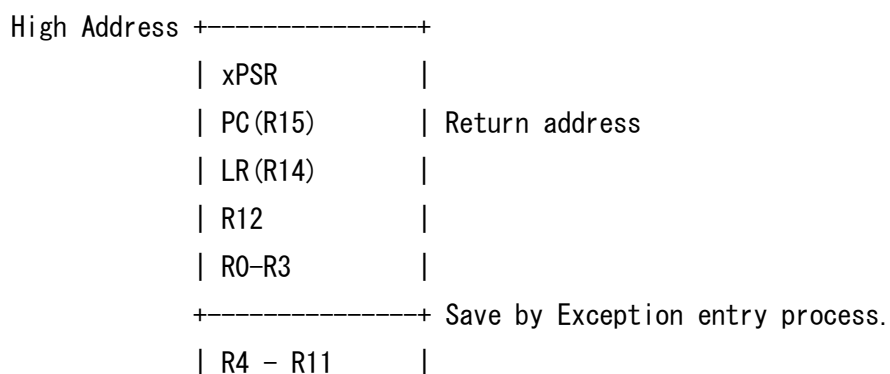 High Address +---------------+
| xPSR |
| PC(R15) | Return address
| LR(R14) |
| R12 |
| R0-R3 |
+---------------+ Save by Exception entry process.
| R4 - R11 |